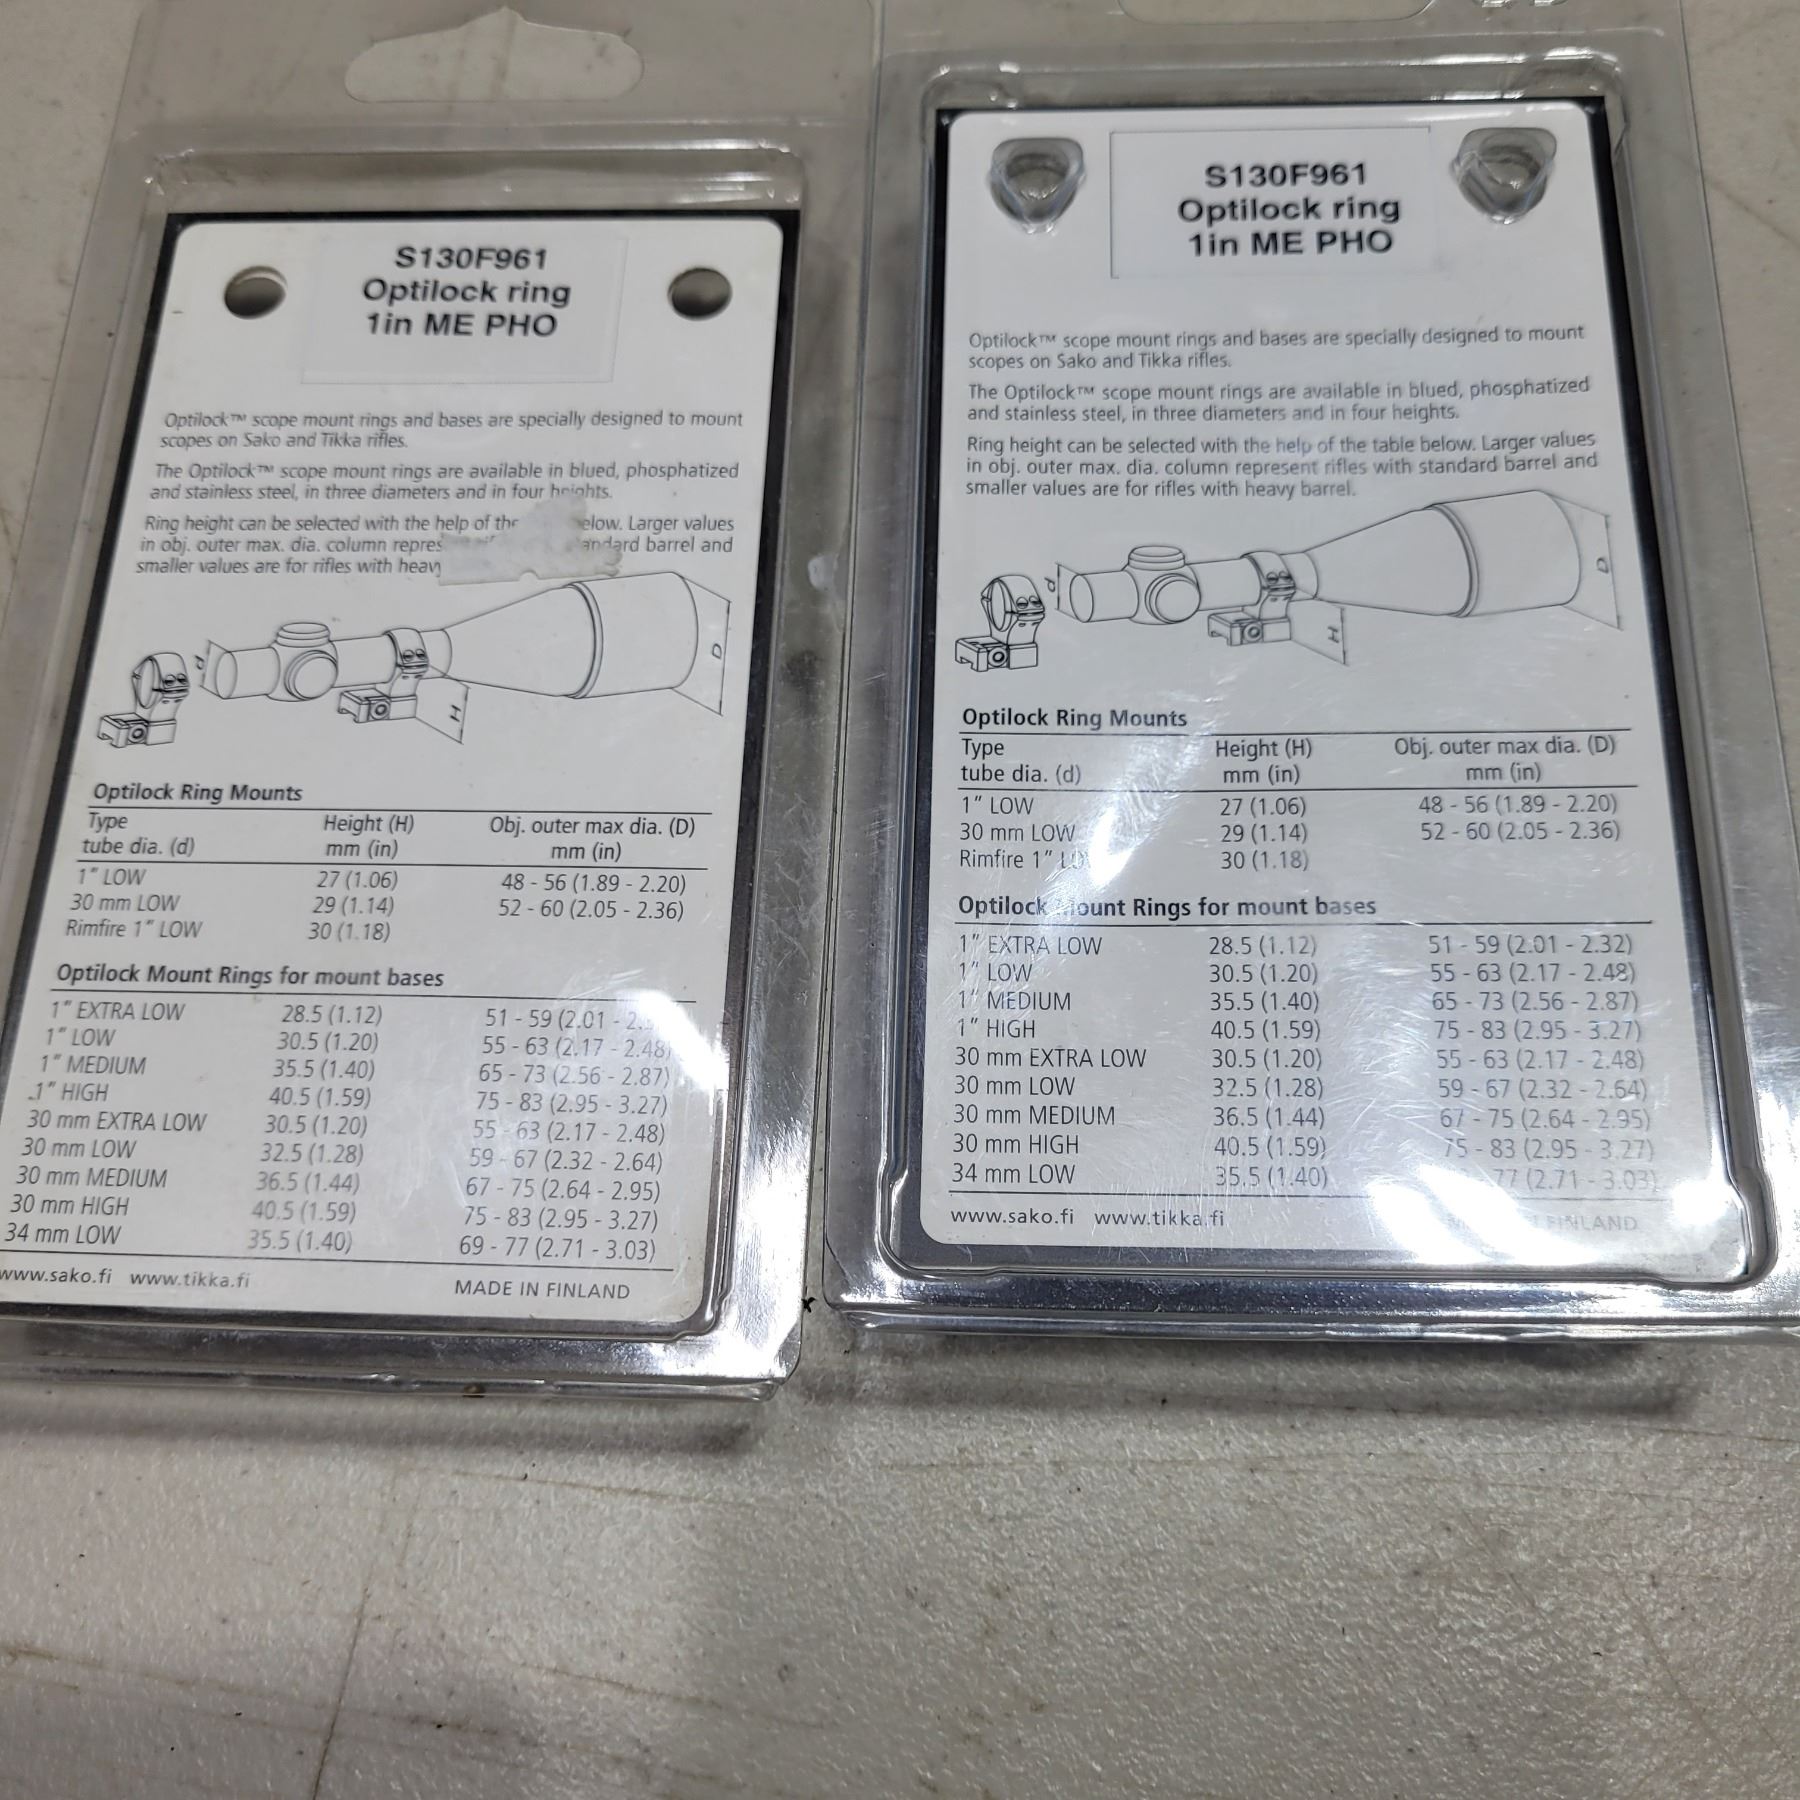 S130F961
Optilock ring
1in ME PHO
Optilock™ scope mount rings and bases are specially designed to mount
scopes on Sako and Tikka rifles.
The Optilock™ scope mount rings are available in blued, phosphatized
and stainless steel, in three diameters and in four heights.
Ring height can be selected with the help of the below. Larger values
in obj. outer max. dia. column barrel and
smaller values are for rifles with
d
H
D
Optilock Ring Mounts
Type Height (H) Obj. outer max dia. (D)
tube dia. (d) mm (in) mm (in)
1" LOW 27 (1.06) 48 - 56 (1.89 - 2.20)
30 mm LOW 29 (1.14) 52 - 60 (2.05 - 2.36)
Rimfire 1" LOW 30 (1.18)
Optilock Mount Rings for mount bases
1" EXTRA LOW 28.5 (1.12) 51 - 59 (2.01 -
1" LOW 30.5 (1.20) 55 - 63 (2.17 - 2.48)
1" MEDIUM 35.5 (1.40) 65 - 73 (2.56 - 2.87)
1" HIGH 40.5 (1.59) 75 - 83 (2.95 - 3.27)
30 mm EXTRA LOW 30.5 (1.20) 55 - 63 (2.17 - 2.48)
30 mm LOW 32.5 (1.28) 59 - 67 (2.32 - 2.64)
30 mm MEDIUM 36.5 (1.44) 67 - 75 (2.64 - 2.95)
30 mm HIGH 40.5 (1.59) 75 - 83 (2.95 - 3.27)
34 mm LOW 35.5 (1.40) 69 - 77 (2.71 - 3.03)
www.sako.fi www.tikka.fi MADE IN FINLAND
S130F961
Optilock ring
1in ME PHO
Optilock™ scope mount rings and bases are specially designed to mount
scopes on Sako and Tikka rifles.
The Optilock™ scope mount rings are available in blued, phosphatized
and stainless steel, in three diameters and in four heights.
Ring height can be selected with the help of the table below. Larger values
in obj. outer max. dia. column represent rifles with standard barrel and
smaller values are for rifles with heavy barrel.
d
H
D
Optilock Ring Mounts
Type Height (H) Obj. outer max dia. (D)
tube dia. (d) mm (in) mm (in)
1" LOW 27 (1.06) 48 - 56 (1.89 - 2.20)
30 mm LOW 29 (1.14) 52 - 60 (2.05 - 2.36)
Rimfire 1" LOW 30 (1.18)
Optilock Mount Rings for mount bases
1" EXTRA LOW 28.5 (1.12) 51 - 59 (2.01 - 2.32)
1" LOW 30.5 (1.20) 55 - 63 (2.17 - 2.48)
1" MEDIUM 35.5 (1.40) 65 - 73 (2.56 - 2.87)
1" HIGH 40.5 (1.59) 75 - 83 (2.95 - 3.27)
30 mm EXTRA LOW 30.5 (1.20) 55 - 63 (2.17 - 2.48)
30 mm LOW 32.5 (1.28) 59 - 67 (2.32 - 2.64)
30 mm MEDIUM 36.5 (1.44) 67 - 75 (2.64 - 2.95)
30 mm HIGH 40.5 (1.59) 75 - 83 (2.95 - 3.27)
34 mm LOW 35.5 (1.40) 77 (2.71 - 3.03)
www.sako.fi www.tikka.fi FINLAND